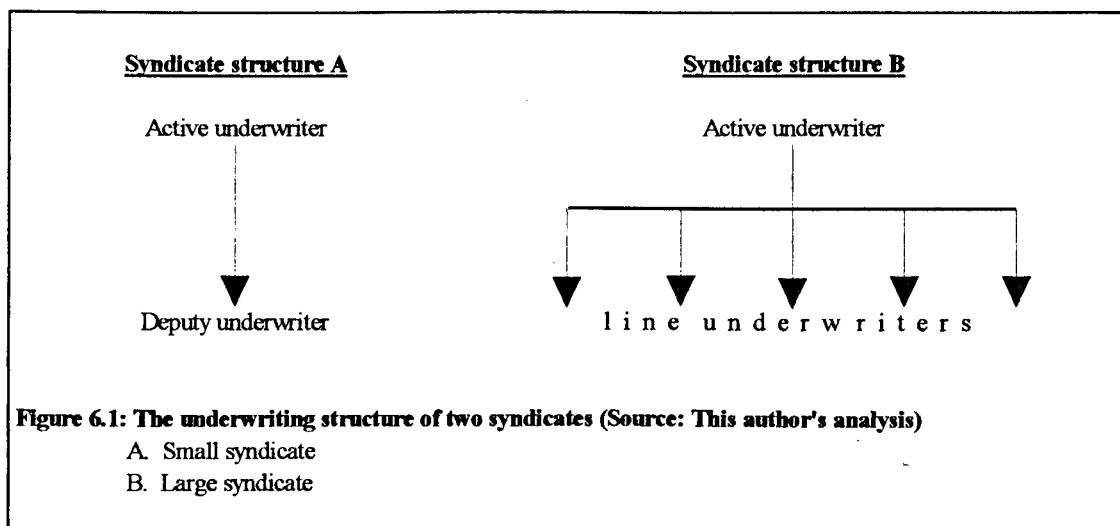 Syndicate structure A
Syndicate structure B
Active underwriter
Active underwriter
Deputy underwriter
line underwriters
Figure 6.1: The underwriting structure of two syndicates (Source: This author's analysis)
A. Small syndicate
B. Large syndicate